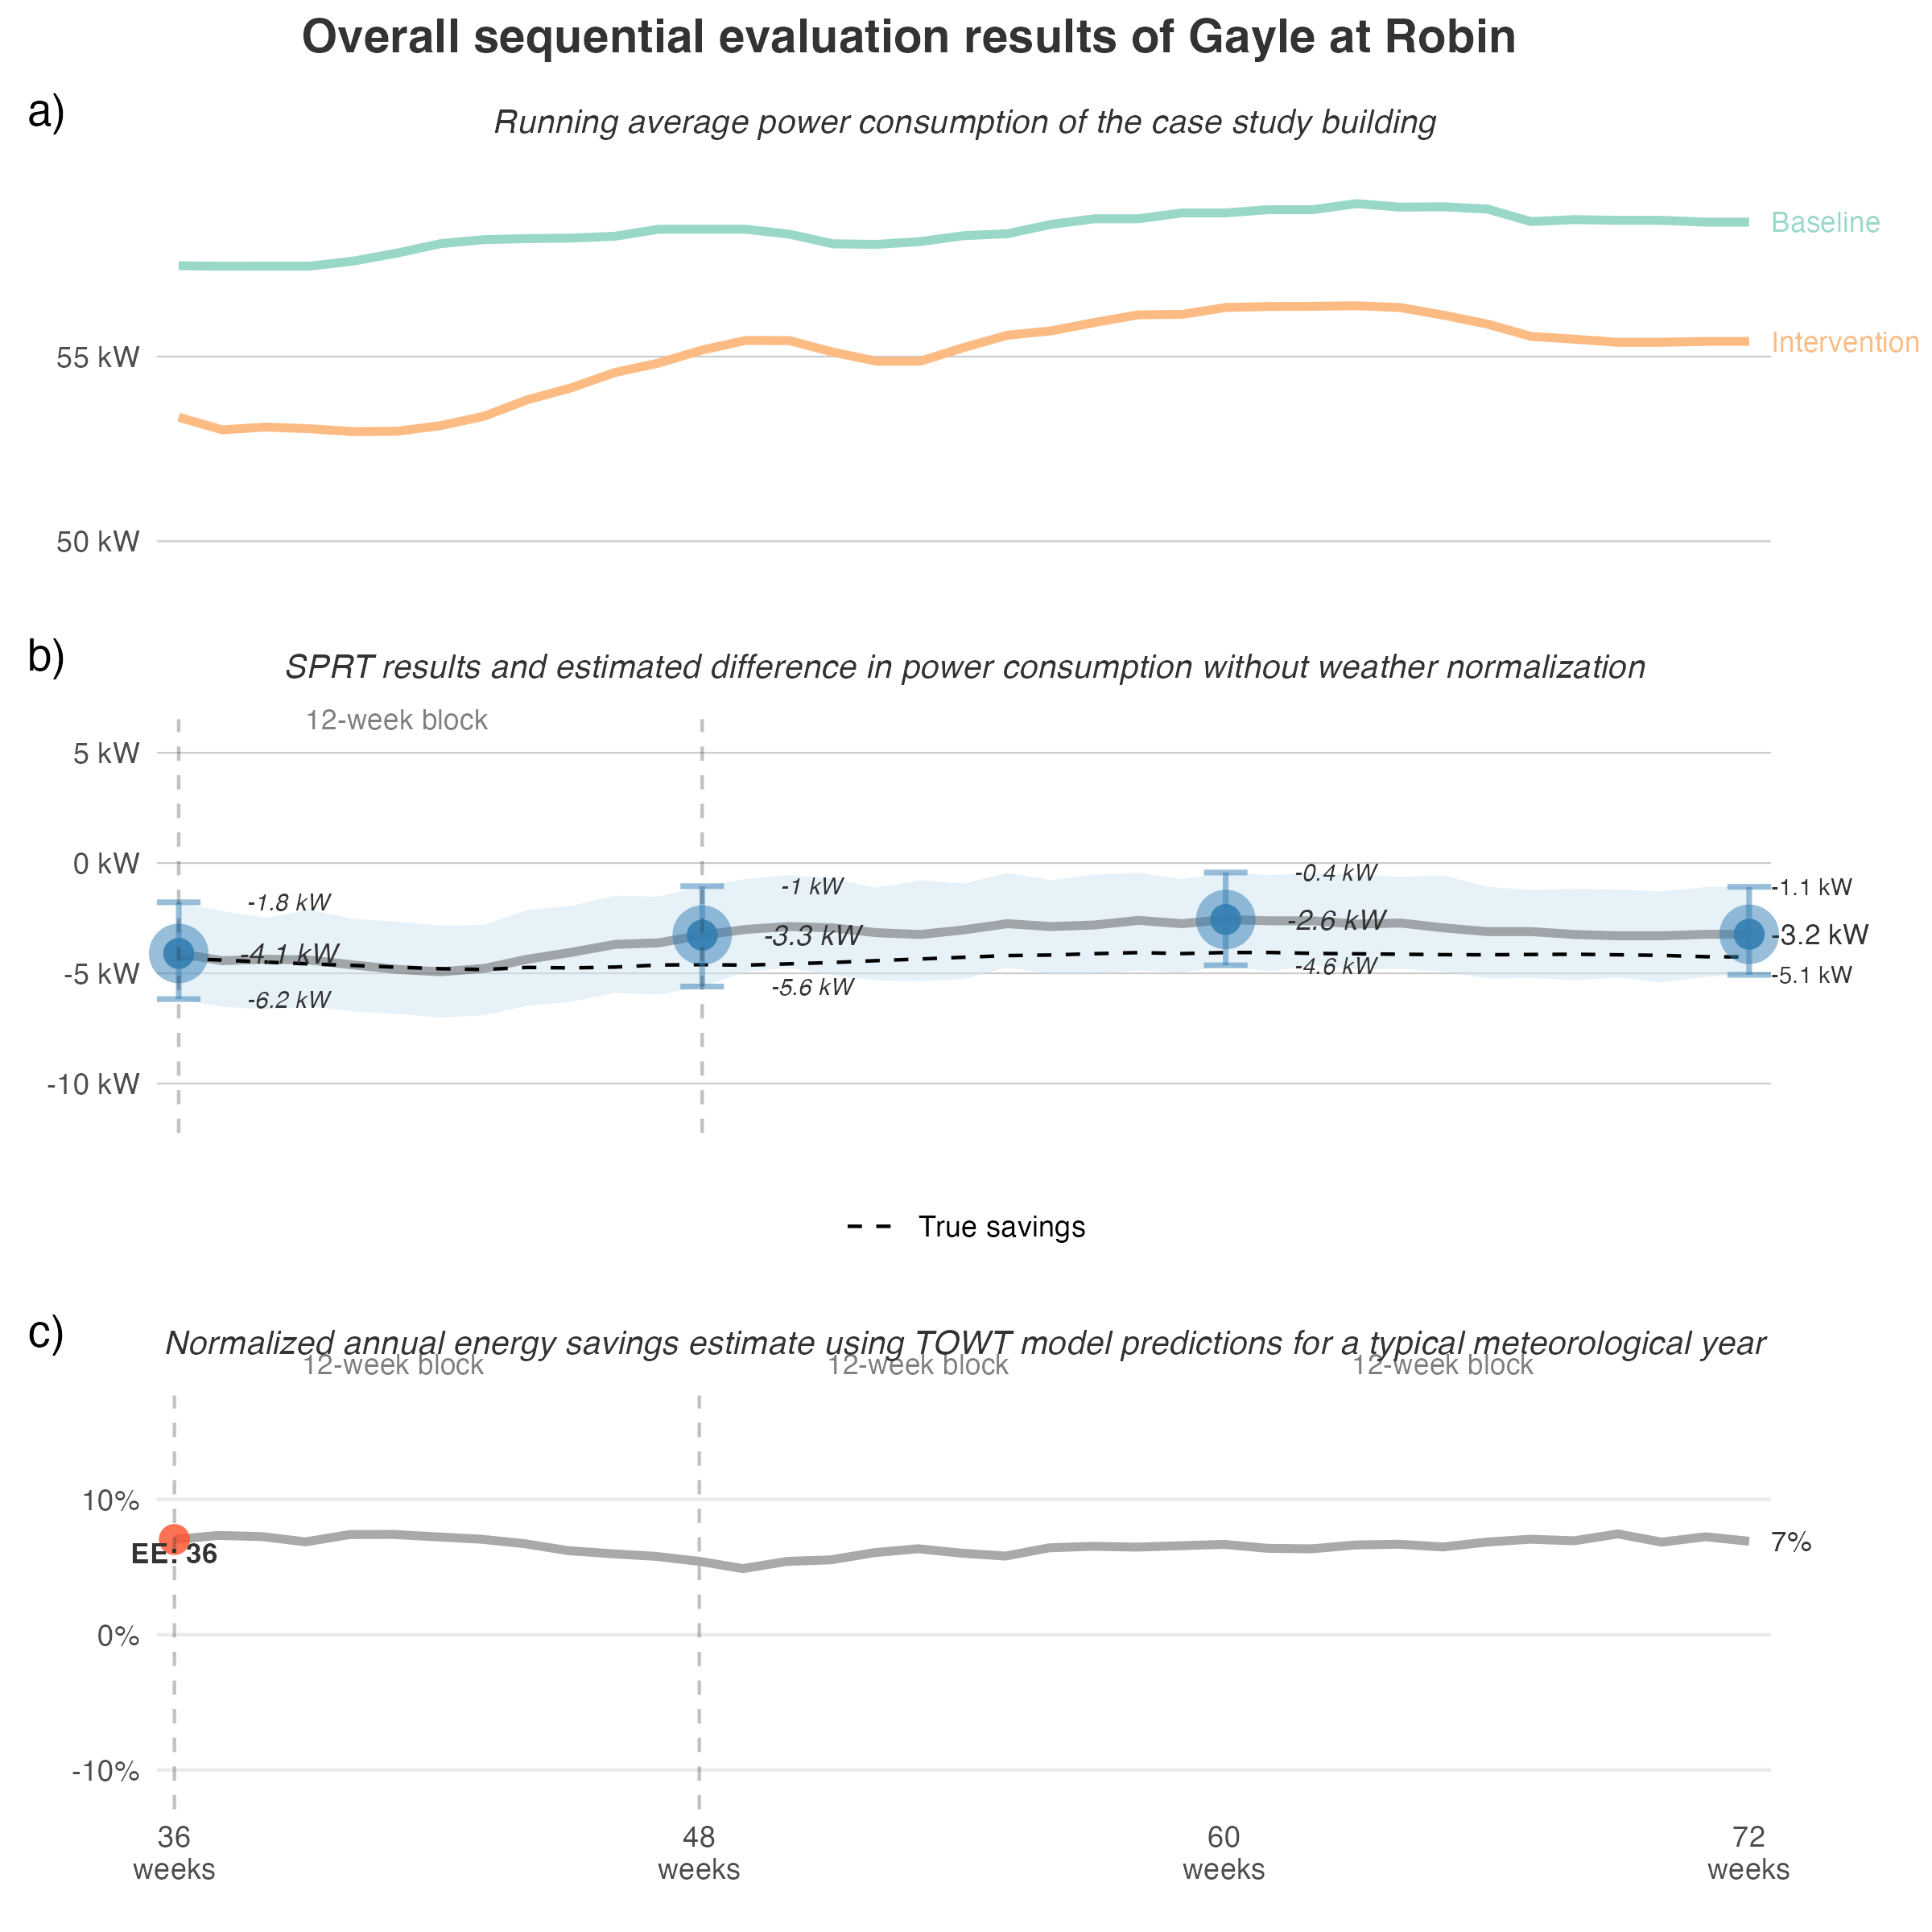 Overall sequential evaluation results of Gayle at Robin
a)
Running average power consumption of the case study building
Baseline
Intervention
55 kW
50 kW
b)
SPRT results and estimated difference in power consumption without weather normalization
12-week block
5 kW
0 kW
-5 kW
-10 kW
-1.8 kW
-4.1 kW
-6.2 kW
-1 kW
-3.3 kW
-5.6 kW
-0.4 kW
-2.6 kW
-4.6 kW
-1.1 kW
-3.2 kW
-5.1 kW
True savings
c)
Normalized annual energy savings estimate using TOWT model predictions for a typical meteorological year
12-week block
12-week block
12-week block
10%
0%
-10%
EE: 36
7%
36
weeks
48
weeks
60
weeks
72
weeks